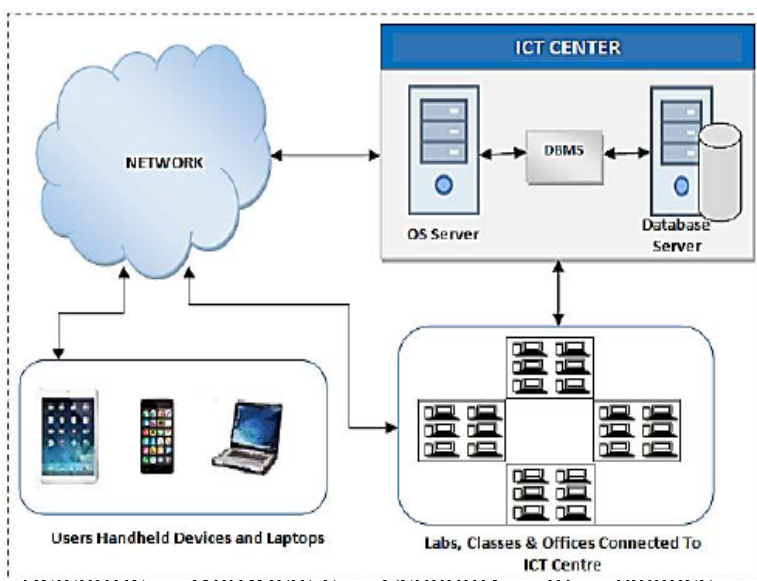 ICT CENTER
NETWORK
DBMS
OS Server
Database
Server
Users Handheld Devices and Laptops
Labs, Classes & Offices Connected To
ICT Centre